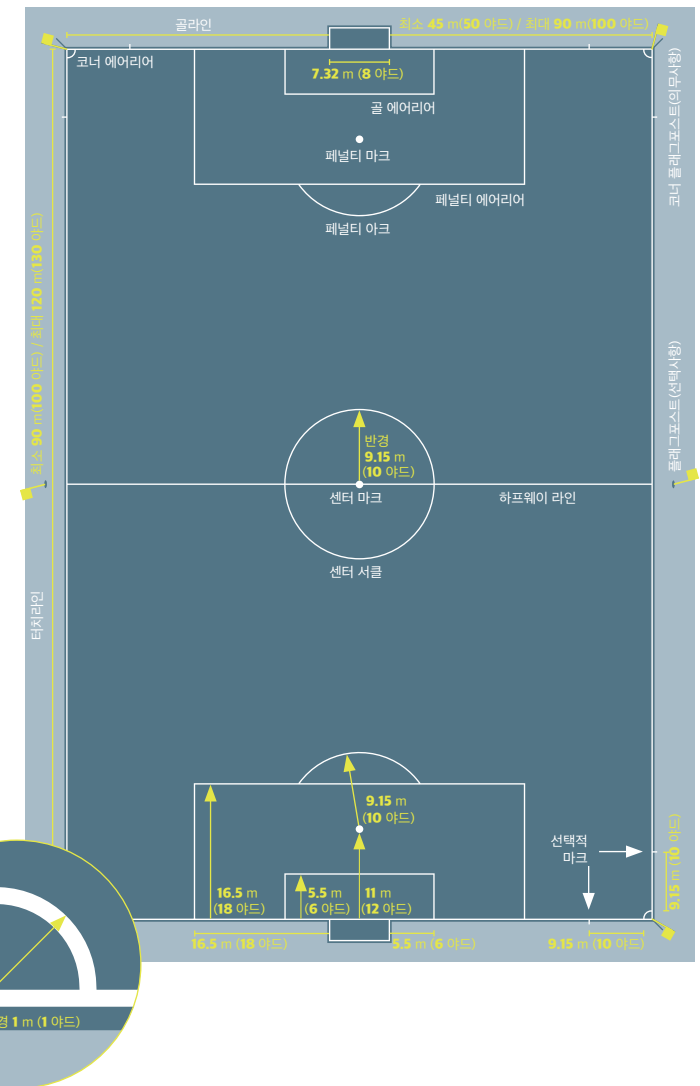 골라인
최소 45 m(50 야드) / 최대 90 m(100 야드)
코너 에어리어
7.32 m (8 야드)
골 에어리어
코너 플래그포스트(의무사항)
페널티 마크
페널티 에어리어
페널티 아크
최소 90 m(100 야드) / 최대 120 m(130 야드)
플래그포스트(선택사항)
반경
9.15 m
(10 야드)
센터 마크
하프웨이 라인
센터 서클
터치라인
9.15 m
(10 야드)
선택적
마크
9.15 m (10 야드)
16.5 m
(18 야드)
5.5 m
(6 야드)
11 m
(12 야드)
16.5 m (18 야드)
5.5 m (6 야드)
9.15 m (10 야드)
경 1 m (1 야드)